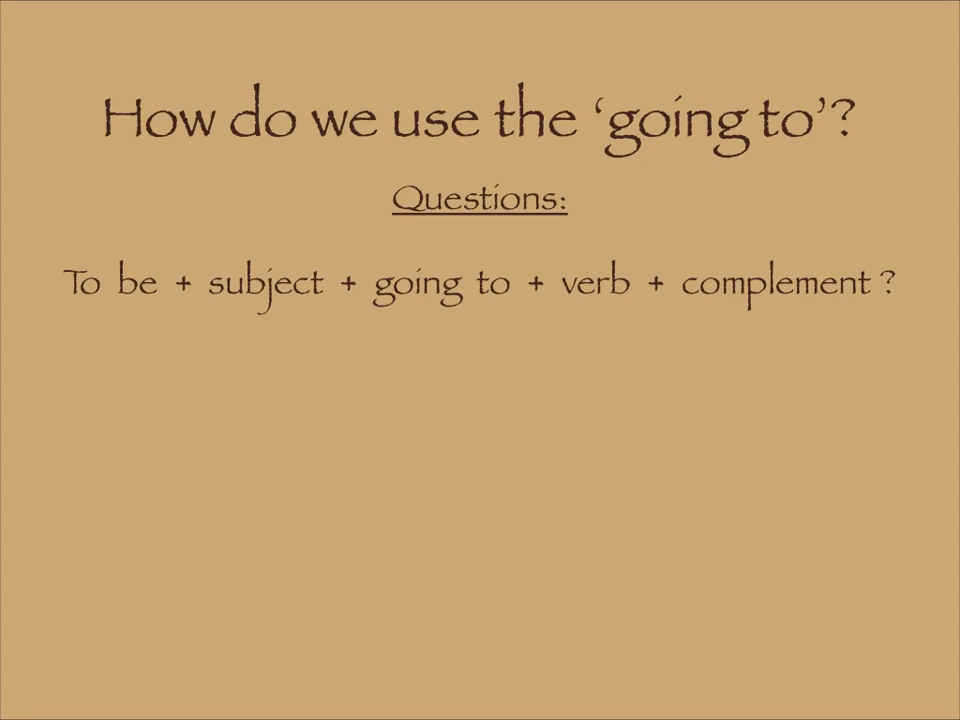 How do we use the ‘going to’?
Questions:
To be + subject + going to + verb + complement ?